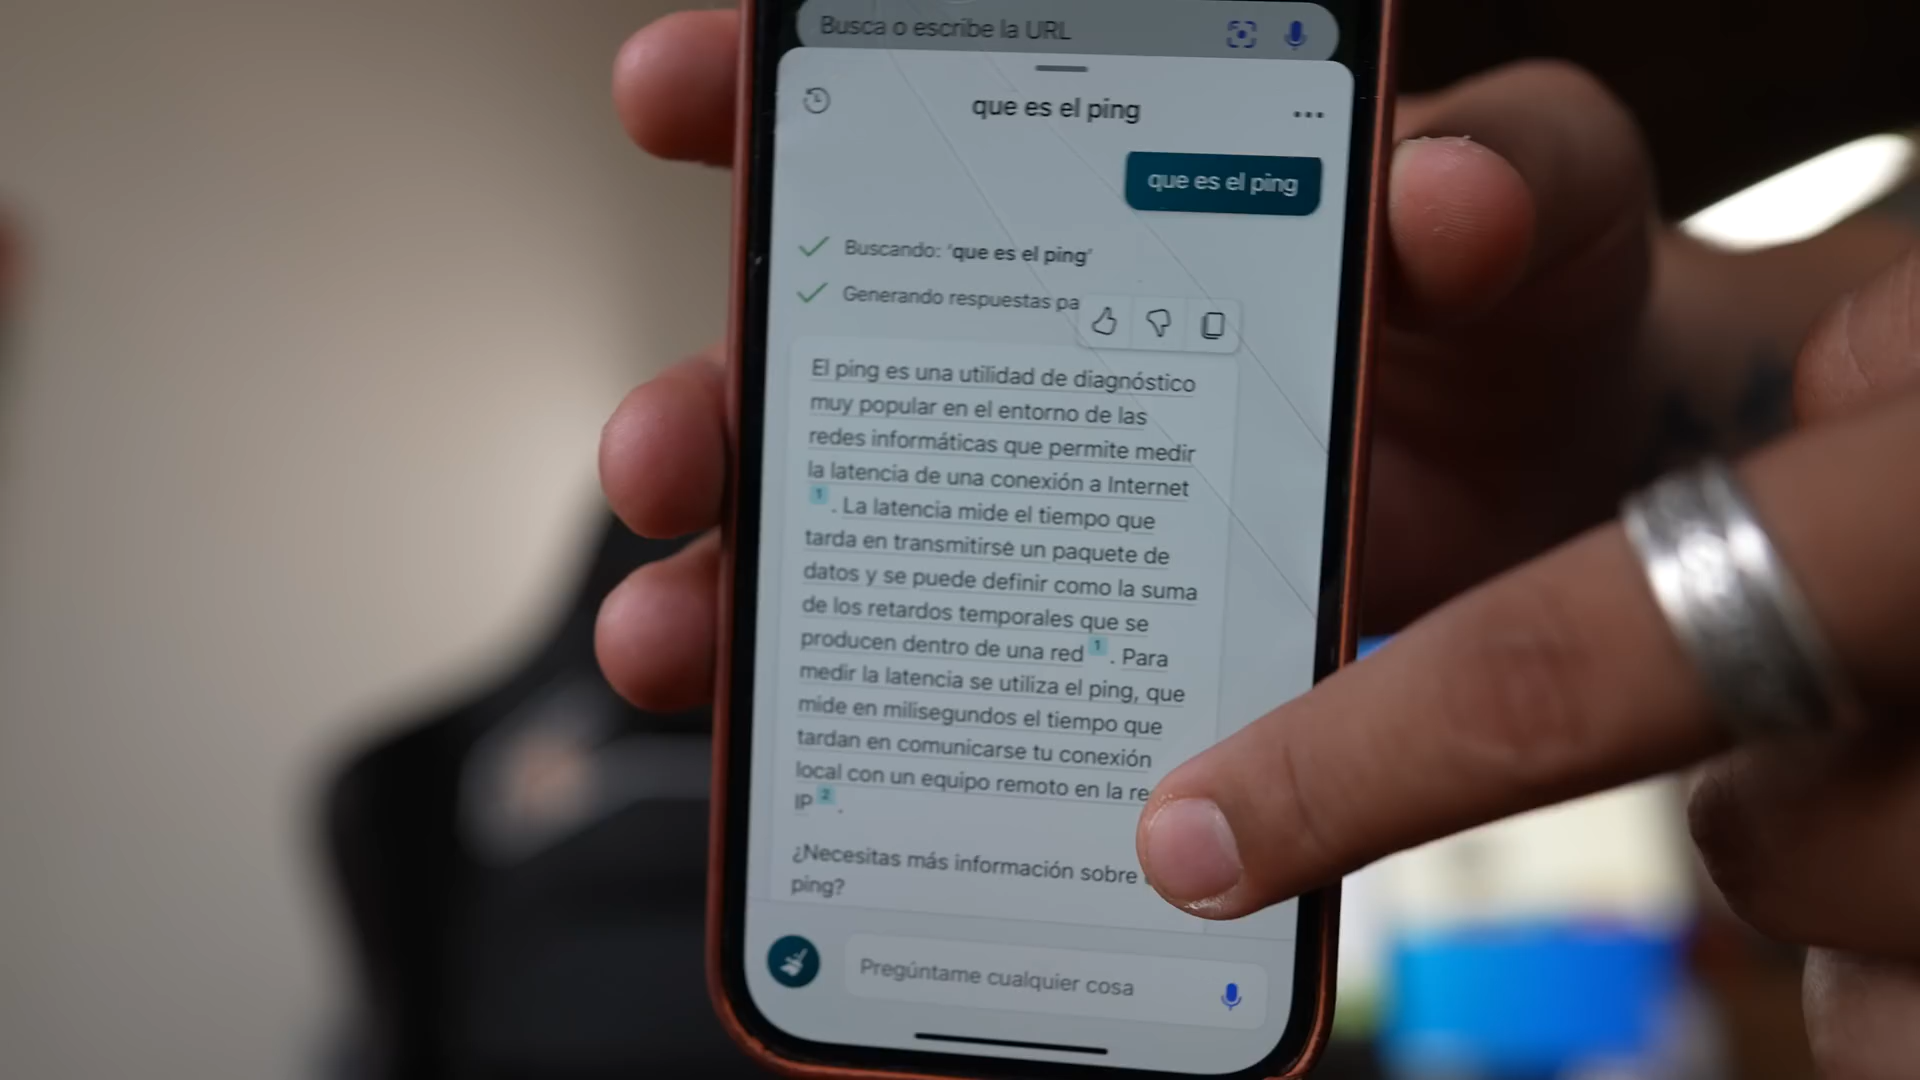 Busca o escribe la URL
que es el ping
que es el ping
Buscando: 'que es el ping'
Generando respuestas pa
El ping es una utilidad de diagnóstico
muy popular en el entorno de las
redes informáticas que permite medir
la latencia de una conexión a Internet
1 . La latencia mide el tiempo que
tarda en transmitirse un paquete de
datos y se puede definir como la suma
de los retardos temporales que se
producen dentro de una red 1 . Para
medir la latencia se utiliza el ping, que
mide en milisegundos el tiempo que
tardan en comunicarse tu conexión
local con un equipo remoto en la re
IP 2 .
¿Necesitas más información sobre
ping?
Pregúntame cualquier cosa